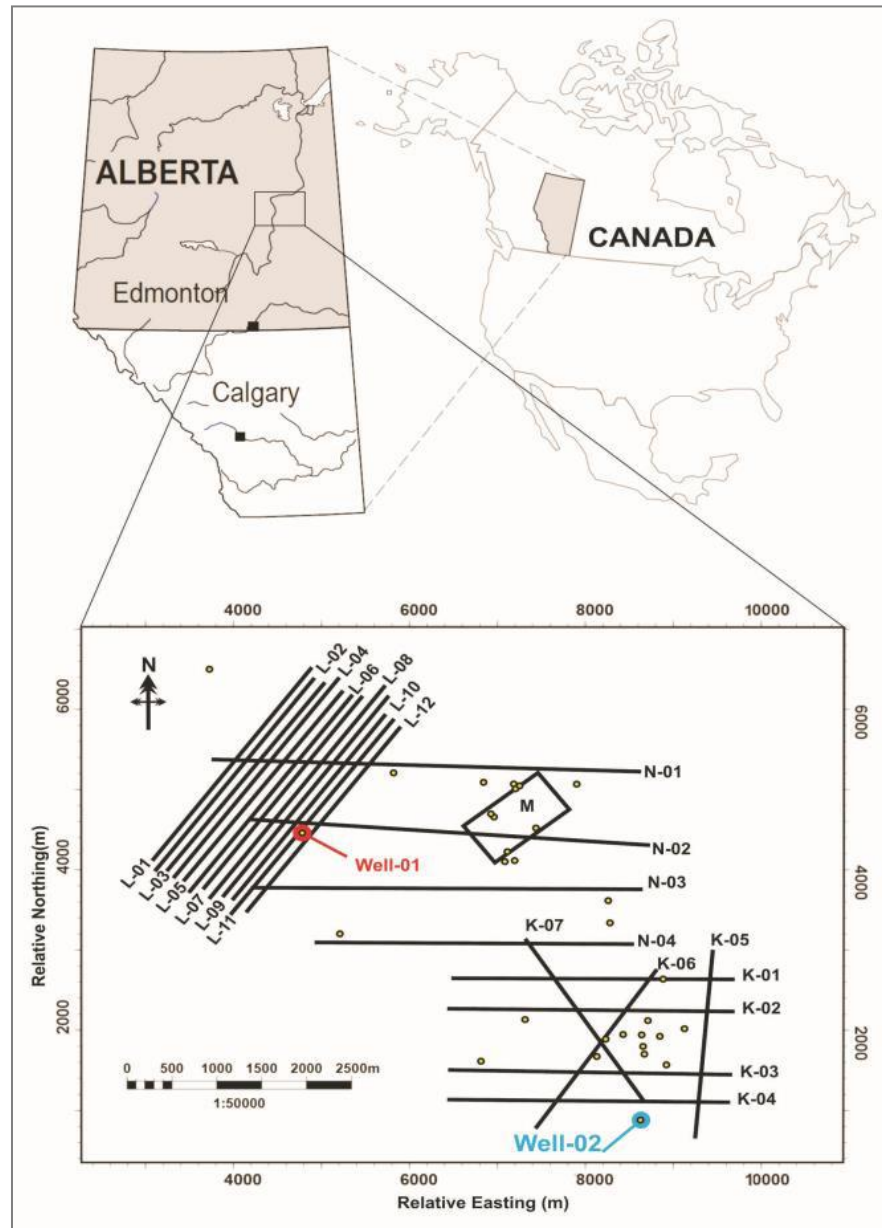 ALBERTA
CANADA
Edmonton
Calgary
4000 6000 8000 10000
N
L-02
L-04
L-06
L-08
L-10
L-12
6000
6000
N-01
M
Well-01
N-02
4000
4000
L-01
L-03
L-05
L-07
L-09
L-11
N-03
K-07
N-04
K-05
K-06
K-01
K-02
2000
2000
K-03
K-04
0 500 1000 1500 2000 2500m
1:50000
Well-02
Relative Northing(m)
4000 6000 8000 10000
Relative Easting (m)